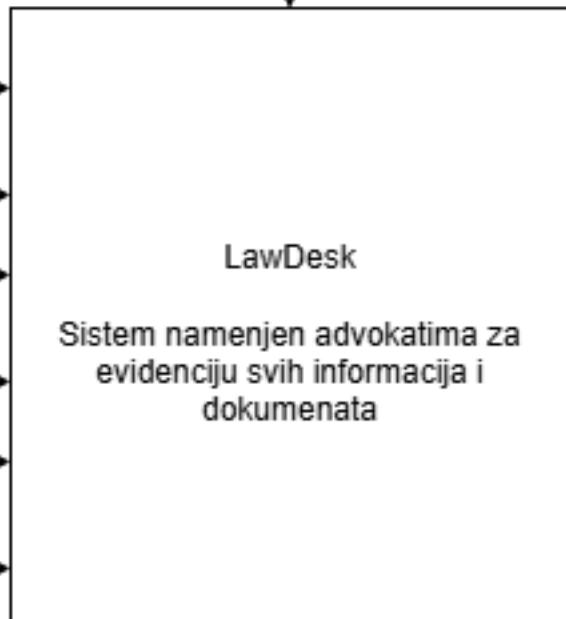 LawDesk
Sistem namenjen advokatima za
evidenciju svih informacija i
dokumenata